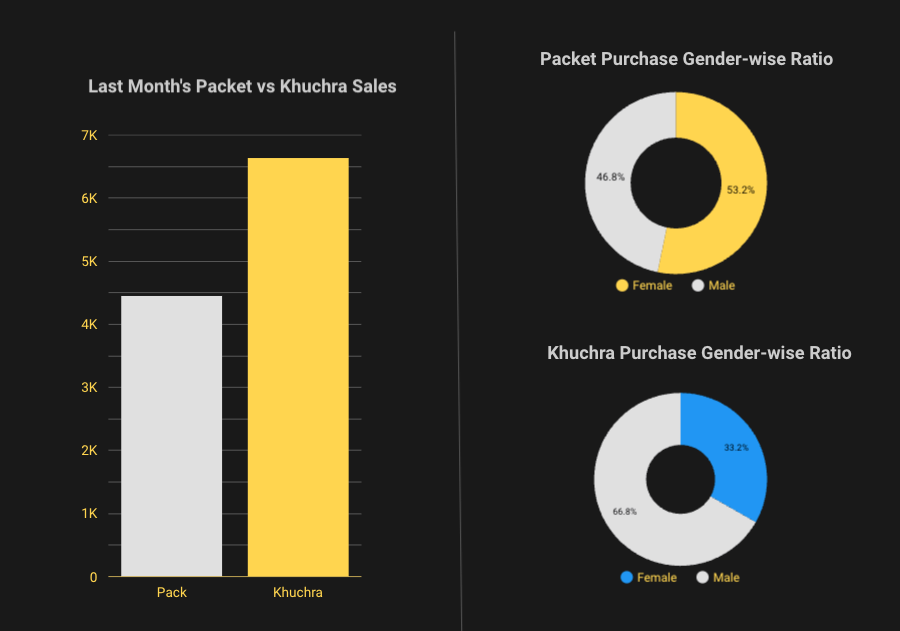 Last Month's Packet vs Khuchra Sales
7K
6K
5K
4K
3K
2K
1K
0
Pack Khuchra
Packet Purchase Gender-wise Ratio
46.8%
53.2%
Female Male
Khuchra Purchase Gender-wise Ratio
33.2%
66.8%
Female Male